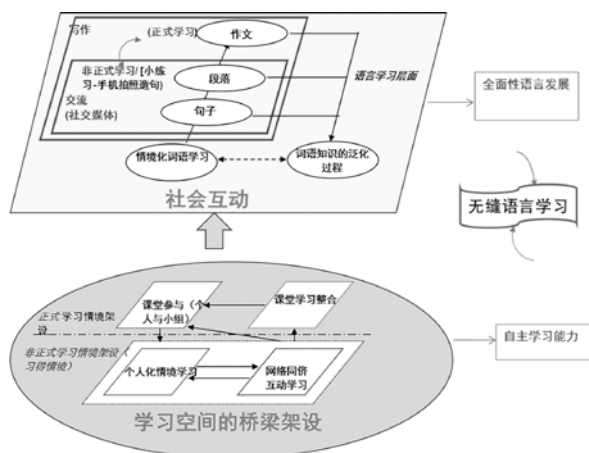 写作
(正式学习)
作文
非正式学习/ [小练
习-手机拍照造句)
段落
语言学习层面
交流
(社交媒体)
句子
情境化词语学习
词语知识的泛化
过程
社会互动
全面性语言发展
无缝语言学习
正式学习情境架
设
课堂参与（个
人与小组）
课堂学习整合
非正式学习情境架设（
习得情境）
个人化情境学习
网络同侪
互动学习
学习空间的桥梁架设
自主学习能力